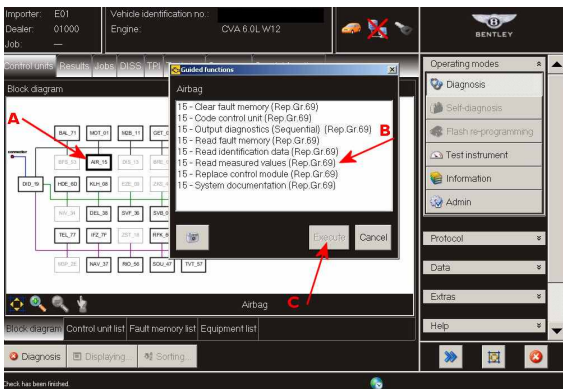 Importer: E01
Dealer: 01000
Job: —
Vehicle identification no.:
Engine: CVA 6.0L W12
BENTLEY
Control units Results Jobs DISS TPI
Operating modes
Block diagram
Guided functions
Airbag
15 - Clear fault memory (Rep.Gr.69)
15 - Code control unit (Rep.Gr.69)
15 - Output diagnostics (Sequential) (Rep.Gr.69)
15 - Read fault memory (Rep.Gr.69)
15 - Read identification data (Rep.Gr.69)
15 - Read measured values (Rep.Gr.69)
15 - Replace control module (Rep.Gr.69)
15 - System documentation (Rep.Gr.69)
Execute Cancel
A
B
C
BAL_71 MOT_01 M2B_11
AIR_15
DID_19 HDE_6D KLH_08
DEL_38 SVF_36
TEL_77 IFZ_7F
NAV_37 RIO_56 SOU_47 TVT_57
Airbag
Block diagram Control unit list Fault memory list Equipment list
Diagnosis Displaying... Sorting...
Check has been finished.
Diagnosis
Self-diagnosis
Flash re-programming
Test instrument
Information
Admin
Protocol
Data
Extras
Help